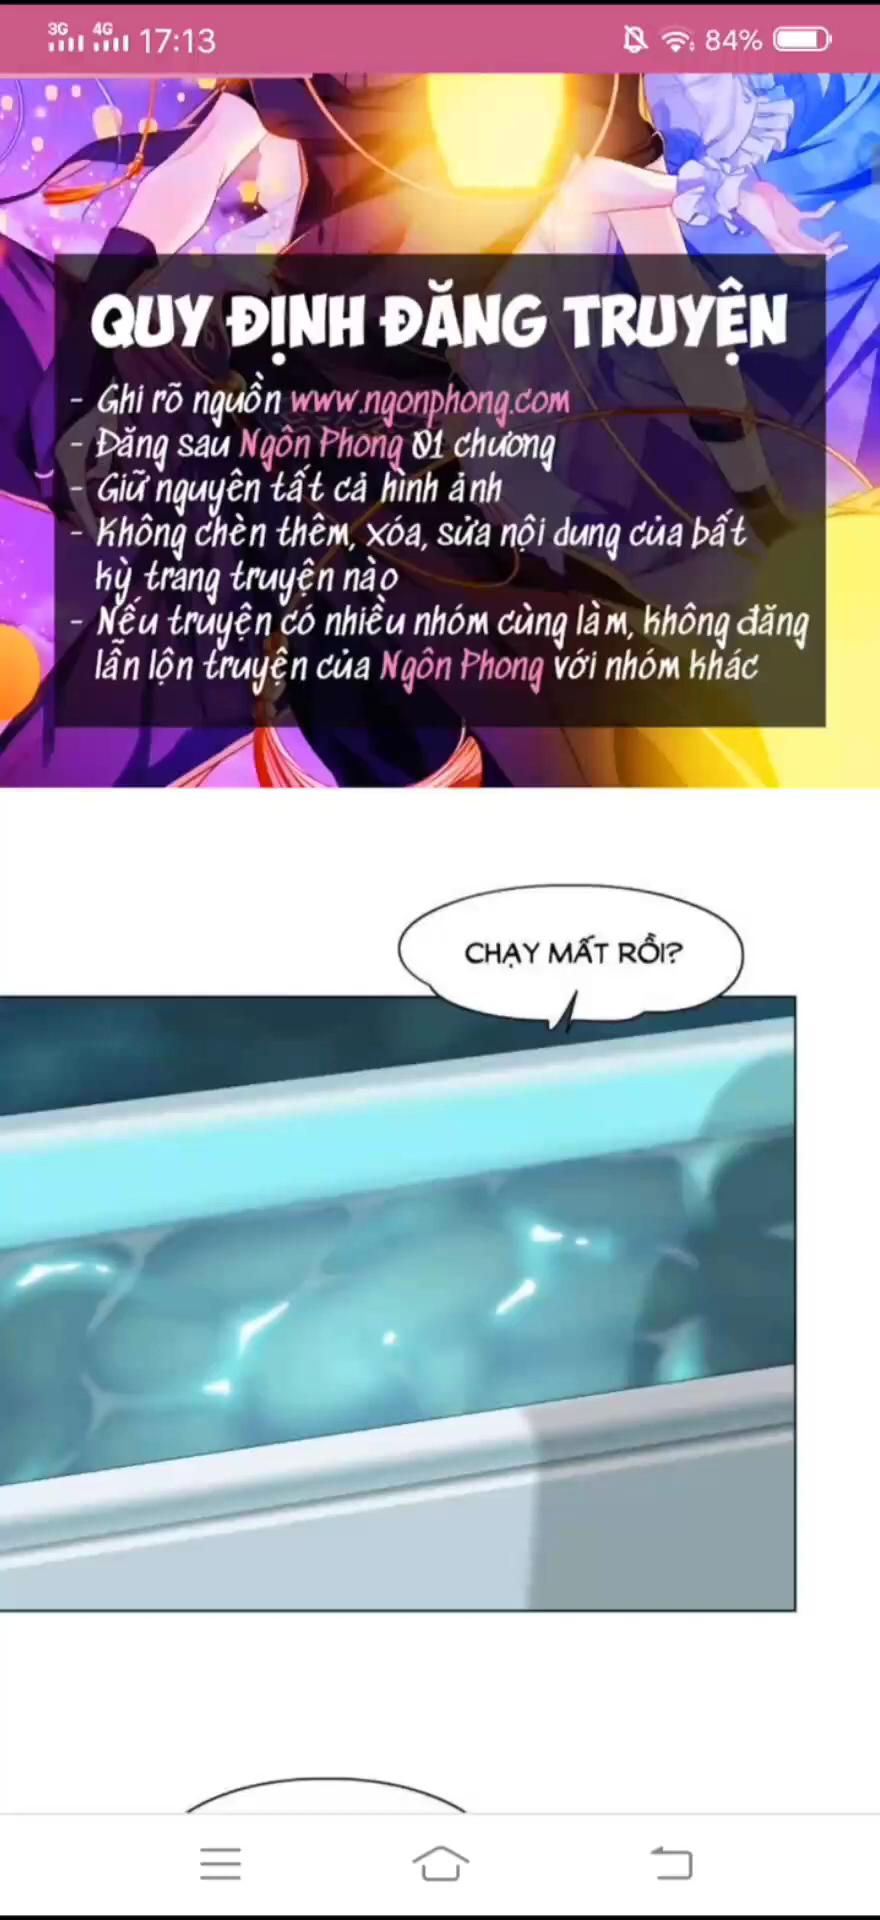 3G 4G 17:13 84%
QUY ĐỊNH ĐĂNG TRUYỆN
- Ghi rõ nguồn www.ngonphong.com
- Đăng sau Ngôn Phong 01 chương
- Giữ nguyên tất cả hình ảnh
- Không chèn thêm, xóa, sửa nội dung của bất
kỳ trang truyện nào
- Nếu truyện có nhiều nhóm cùng làm, không đăng
lẫn lộn truyện của Ngôn Phong với nhóm khác
CHẠY MẤT RỒI?